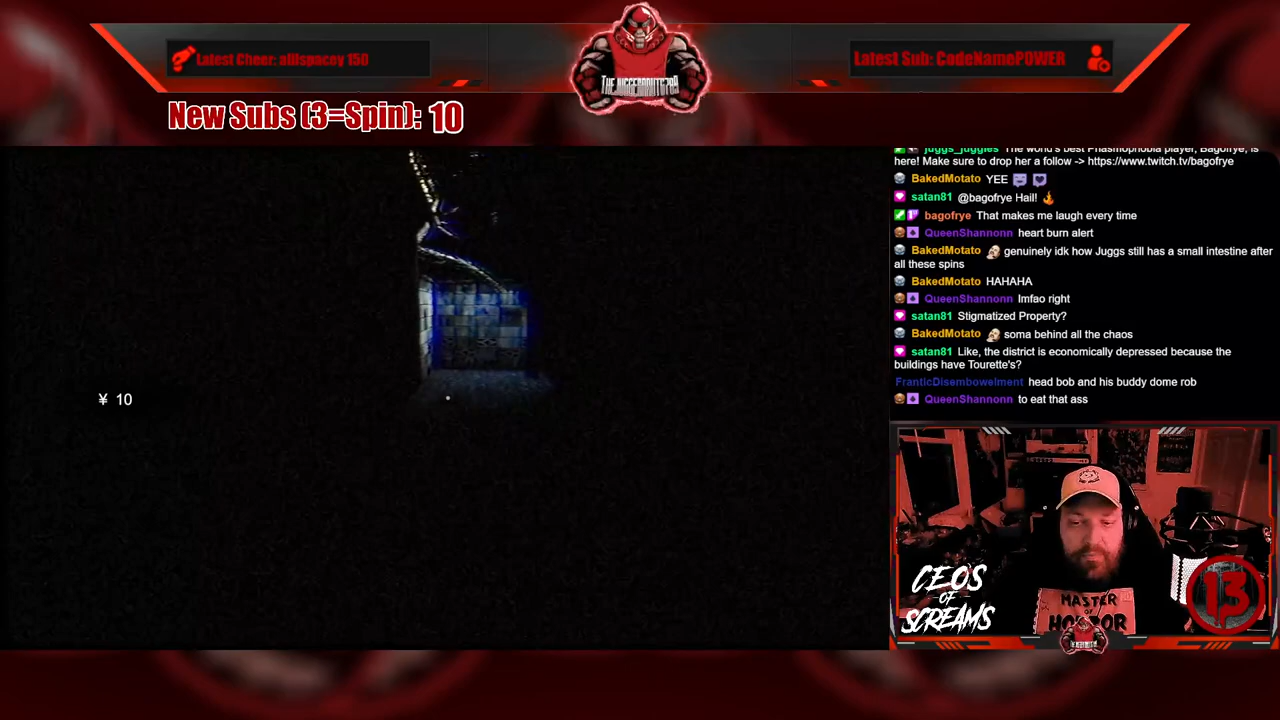 Latest Cheer: allispacey 150
THEJUGGERNAUT6789
Latest Sub: CodeNamePOWER
New Subs (3=Spin): 10
juggs_juggles The world's best Phasmophobia player, Bagofrye, is
here! Make sure to drop her a follow -> https://www.twitch.tv/bagofrye
BakedMotato YEE
satan81 @bagofrye Hail! 🔥
bagofrye That makes me laugh every time
QueenShannonn heart burn alert
BakedMotato genuinely idk how Juggs still has a small intestine after
all these spins
BakedMotato HAHAHA
QueenShannonn lmfao right
satan81 Stigmatized Property?
BakedMotato soma behind all the chaos
satan81 Like, the district is economically depressed because the
buildings have Tourette's?
FranticDisembowelment head bob and his buddy dome rob
QueenShannonn to eat that ass
¥ 10
CEOS
OF
SCREAMS
MASTER
OF
HORROR
13